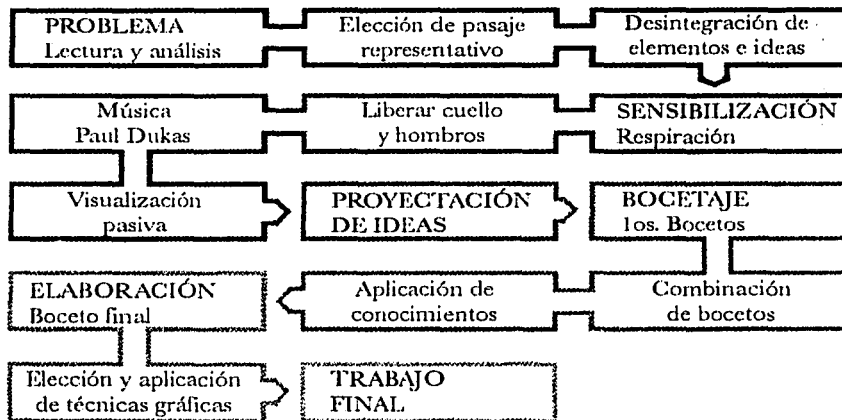 PROBLEMA
Lectura y análisis
Elección de pasaje
representativo
Desintegración de
elementos e ideas
SENSIBILIZACIÓN
Respiración
Liberar cuello
y hombros
Música
Paul Dukas
Visualización
pasiva
PROYECTACIÓN
DE IDEAS
BOCETAJE
1os. Bocetos
Combinación
de bocetos
Aplicación de
conocimientos
ELABORACIÓN
Boceto final
Elección y aplicación
de técnicas gráficas
TRABAJO
FINAL